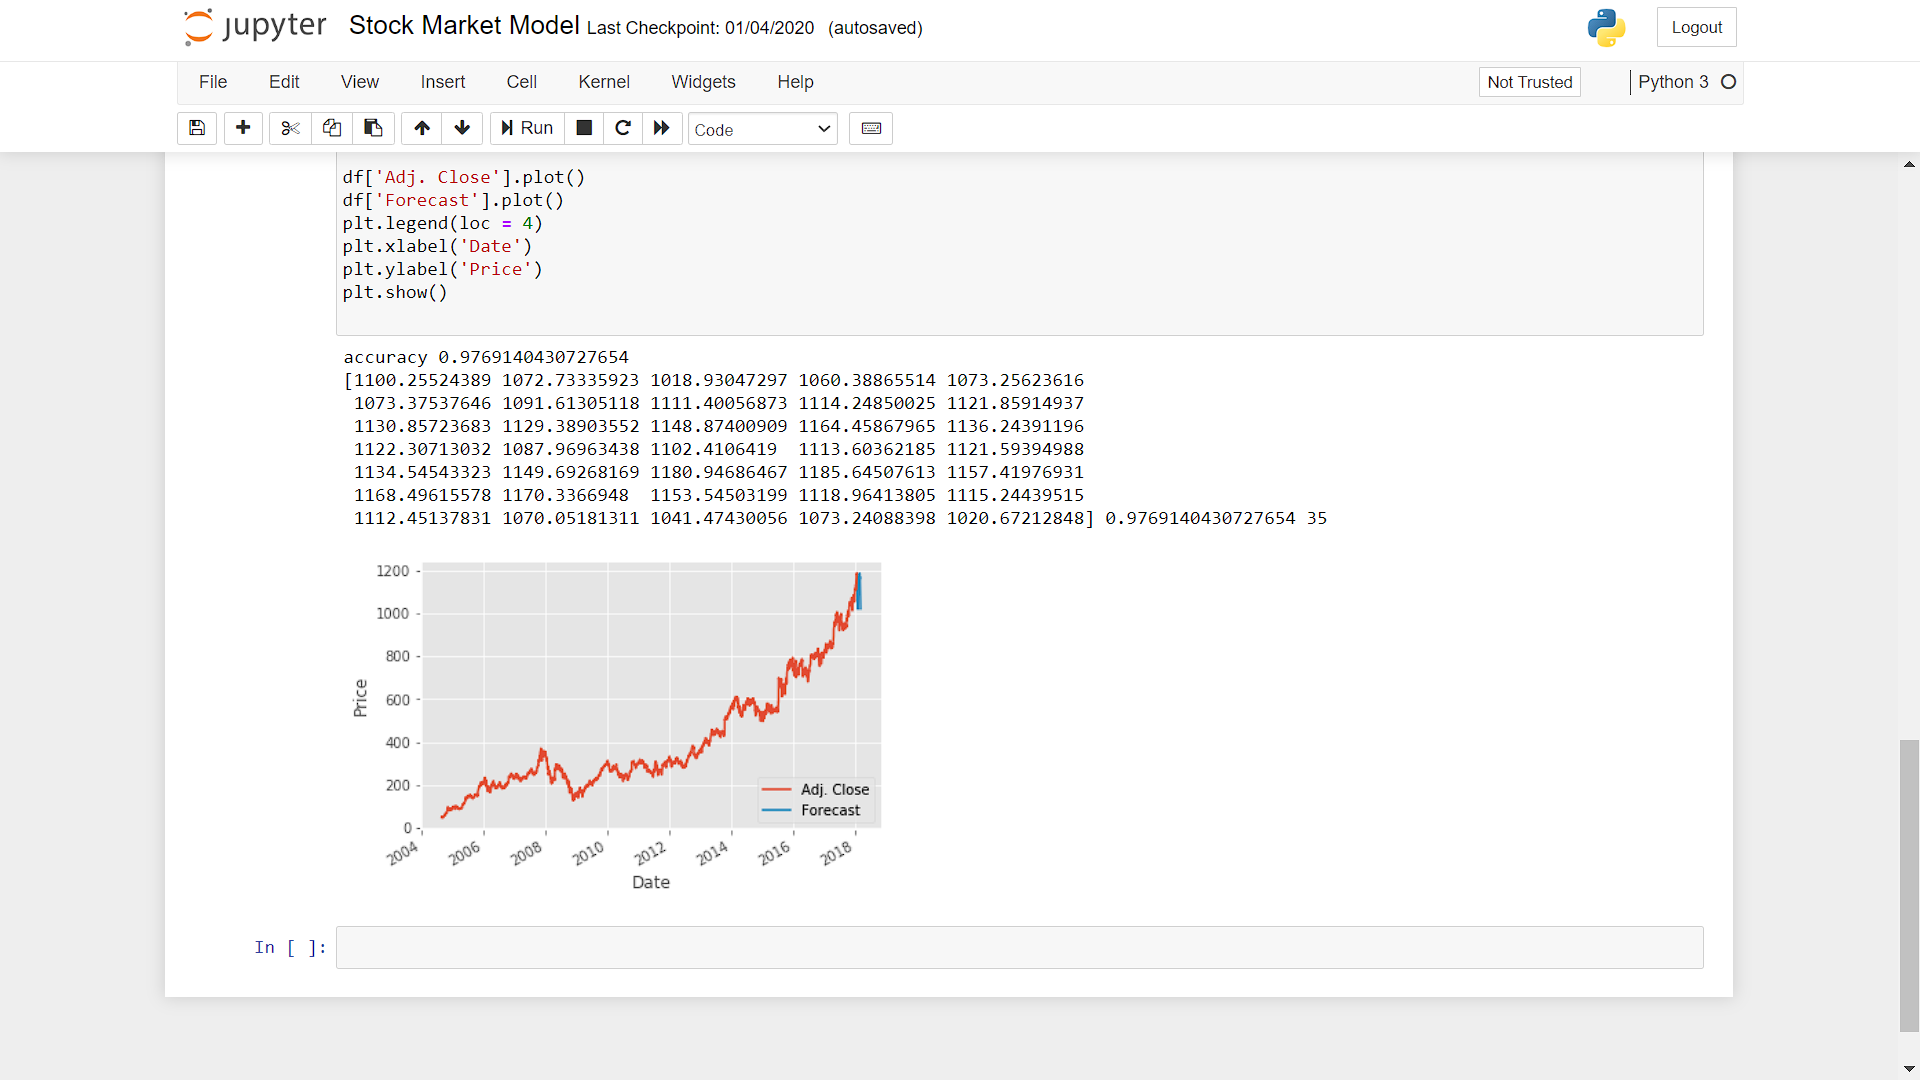 jupyter Stock Market Model Last Checkpoint: 01/04/2020 (autosaved) Logout
File Edit View Insert Cell Kernel Widgets Help Not Trusted Python 3
Run Code
df['Adj. Close'].plot()
df['Forecast'].plot()
plt.legend(loc = 4)
plt.xlabel('Date')
plt.ylabel('Price')
plt.show()
accuracy 0.9769140430727654
[1100.25524389 1072.73335923 1018.93047297 1060.38865514 1073.25623616
1073.37537646 1091.61305118 1111.40056873 1114.24850025 1121.85914937
1130.85723683 1129.38903552 1148.87400909 1164.45867965 1136.24391196
1122.30713032 1087.96963438 1102.4106419 1113.60362185 1121.59394988
1134.54543323 1149.69268169 1180.94686467 1185.64507613 1157.41976931
1168.49615578 1170.3366948 1153.54503199 1118.96413805 1115.24439515
1112.45137831 1070.05181311 1041.47430056 1073.24088398 1020.67212848] 0.9769140430727654 35
1200
1000
800
600
400
200
0
Price
Adj. Close
Forecast
2004 2006 2008 2010 2012 2014 2016 2018
Date
In [ ]: